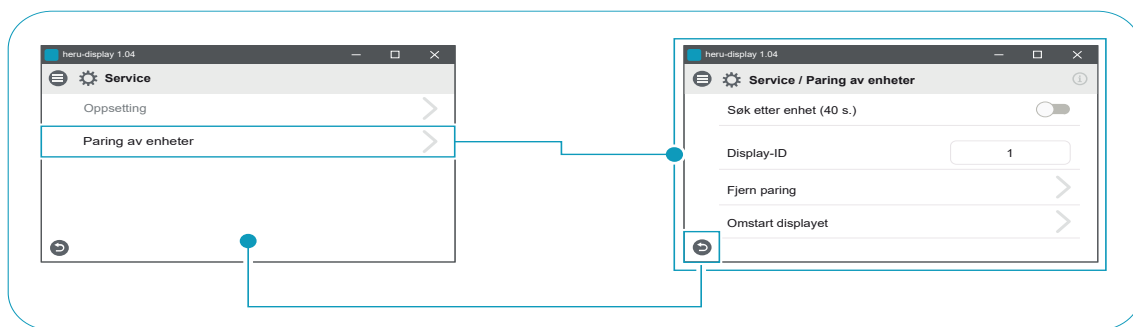 heru-display 1.04
Service
Oppsetting
Paring av enheter
heru-display 1.04
Service / Paring av enheter
Søk etter enhet (40 s.)
Display-ID
1
Fjern paring
Omstart displayet